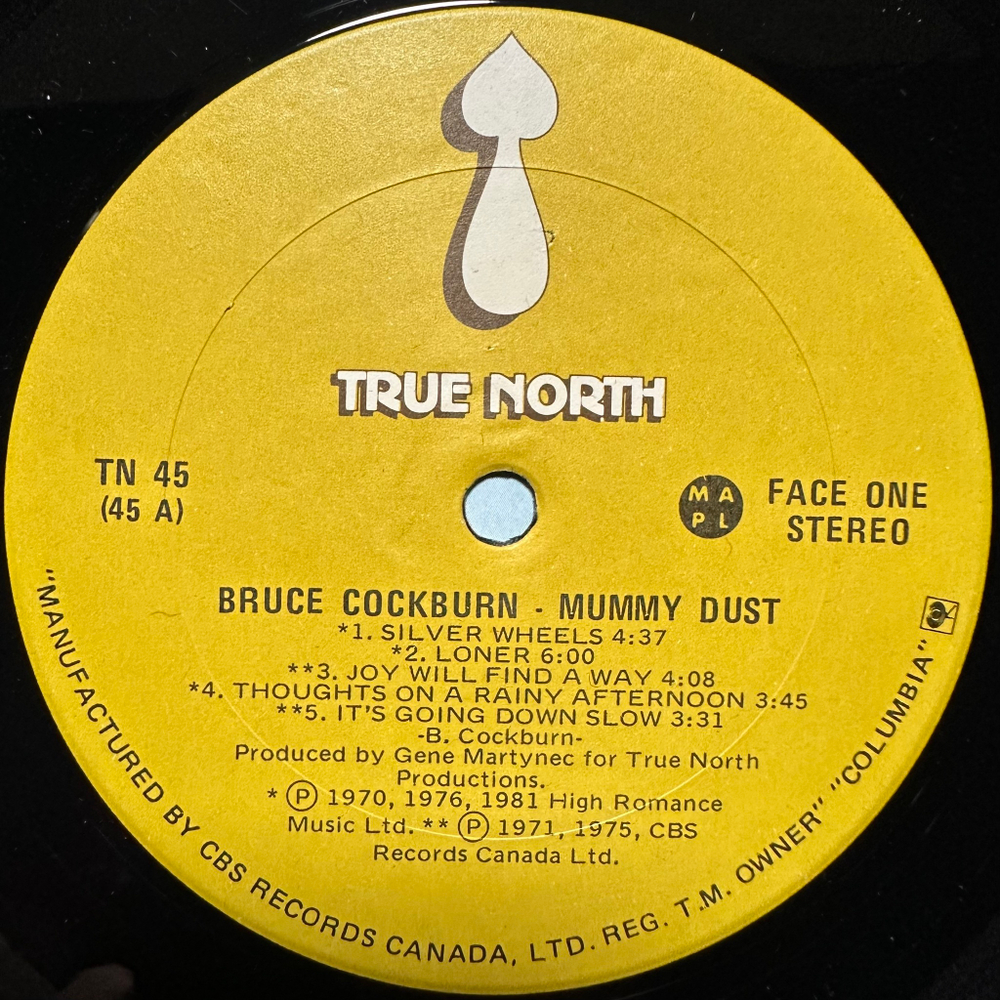 TRUE NORTH
TN 45
(45 A)
M A
P L
FACE ONE
STEREO
BRUCE COCKBURN - MUMMY DUST
*1. SILVER WHEELS 4:37
*2. LONER 6:00
**3. JOY WILL FIND A WAY 4:08
*4. THOUGHTS ON A RAINY AFTERNOON 3:45
**5. IT'S GOING DOWN SLOW 3:31
-B. Cockburn-
Produced by Gene Martynec for True North
Productions.
* Ⓟ 1970, 1976, 1981 High Romance
Music Ltd. ** Ⓟ 1971, 1975, CBS
Records Canada Ltd.
"MANUFACTURED BY CBS RECORDS CANADA, LTD. REG. T.M. OWNER" "COLUMBIA"